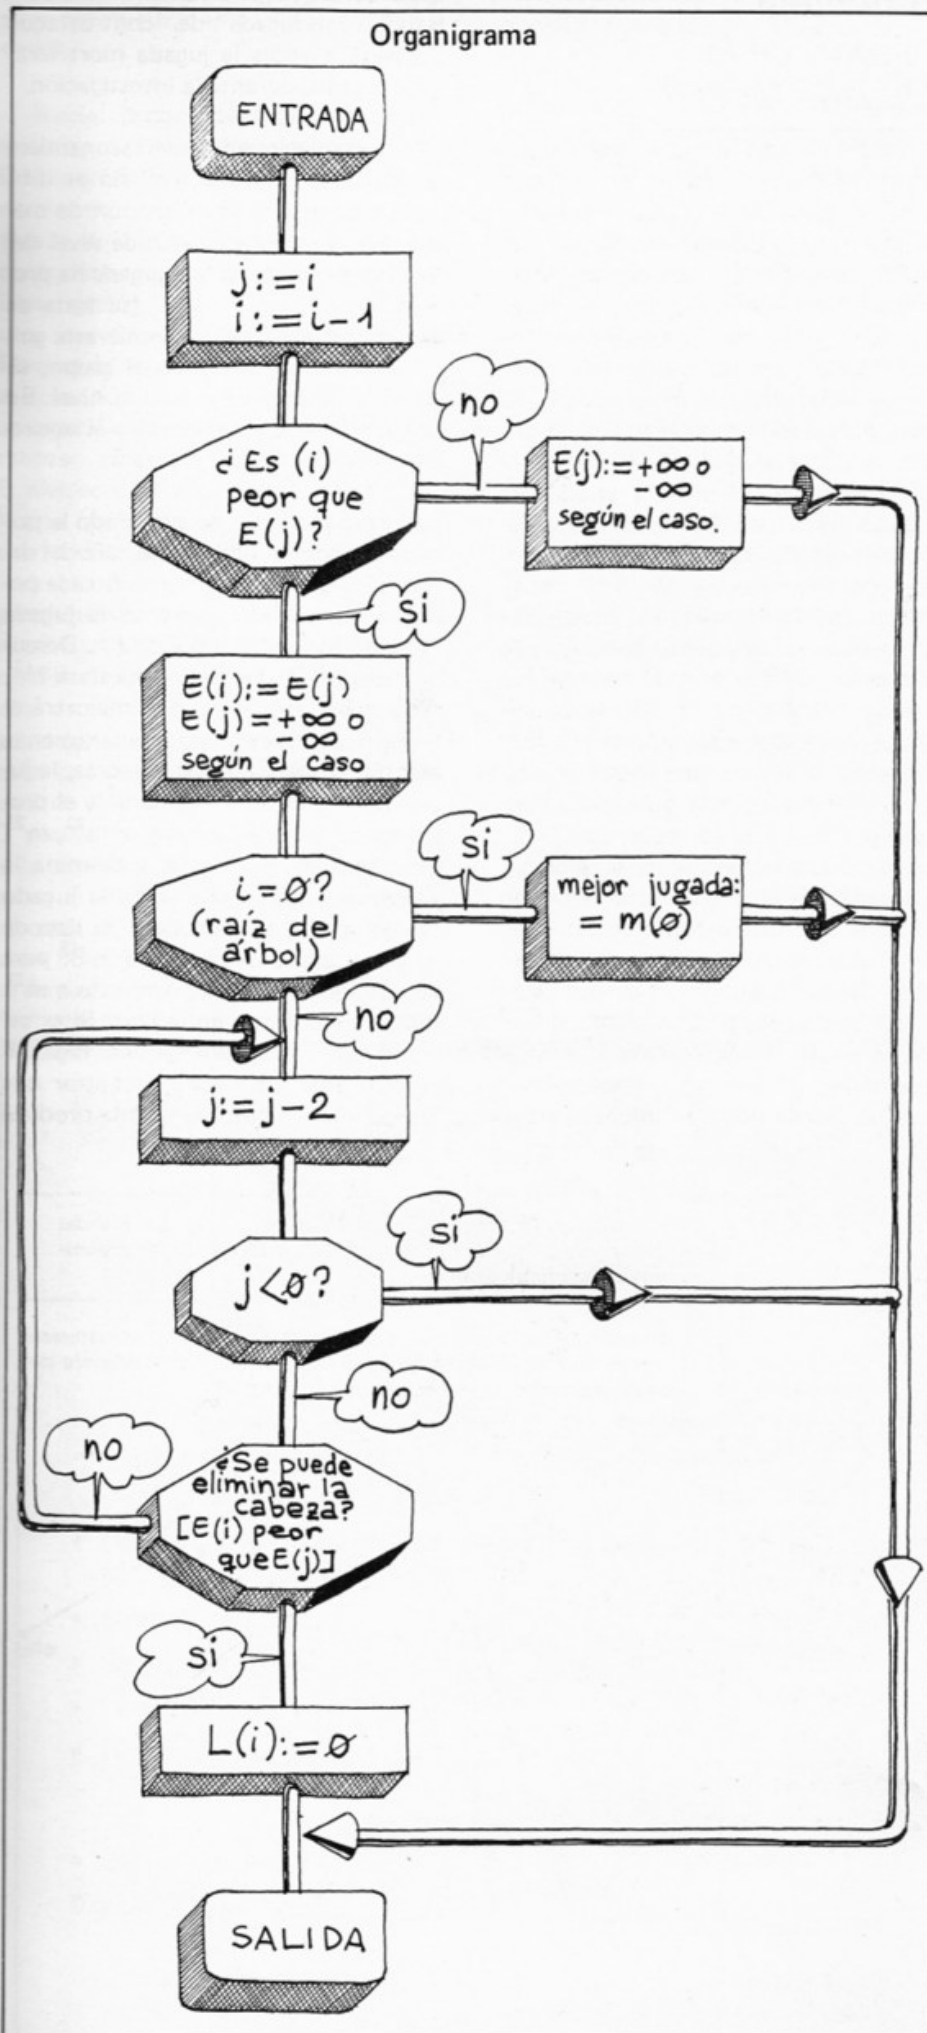 Organigrama
ENTRADA
j:=i
i:=i-1
no
¿Es (i)
peor que
E(j)?
E(j):=+∞ o
-∞
según el caso.
si
E(i):=E(j)
E(j)=+∞ o
-∞
según el caso
si
i=Ø?
(raíz del
árbol)
mejor jugada:
=m(Ø)
no
j:=j-2
si
j<Ø?
no
no
¿Se puede
eliminar la
cabeza?
[E(i) peor
que E(j)]
si
L(i):=Ø
SALIDA